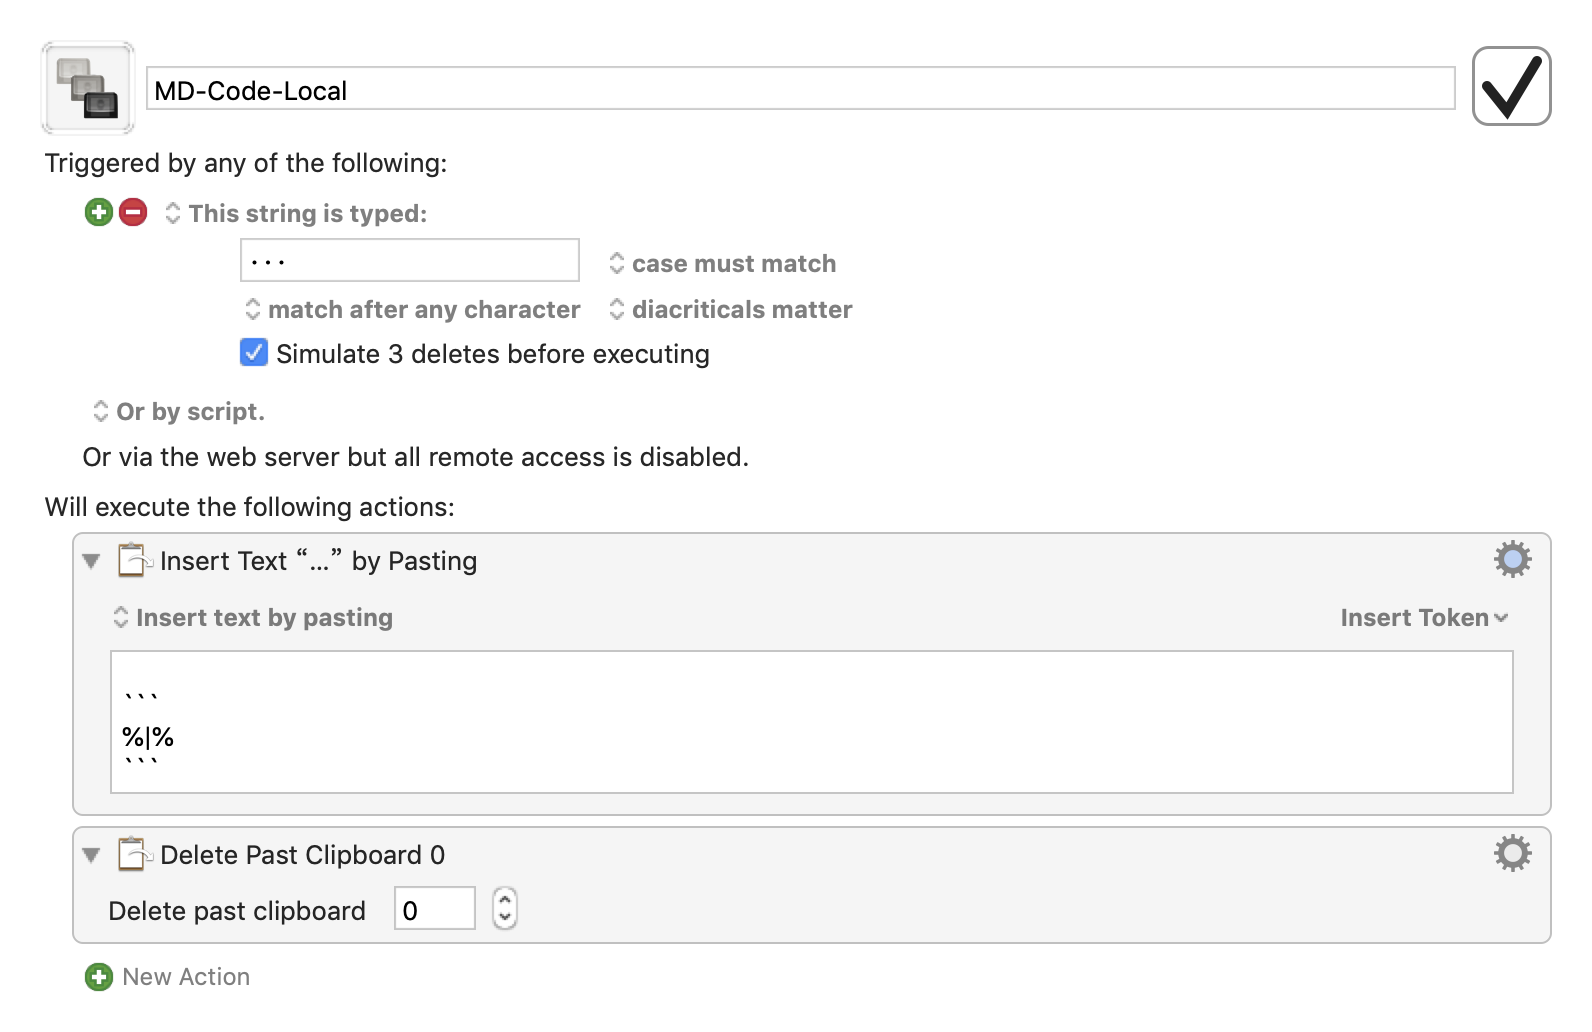 MD-Code-Local
Triggered by any of the following:
This string is typed:
...
case must match
match after any character
diacriticals matter
Simulate 3 deletes before executing
Or by script.
Or via the web server but all remote access is disabled.
Will execute the following actions:
Insert Text “…” by Pasting
Insert text by pasting
Insert Token
```
%|%
```
Delete Past Clipboard 0
Delete past clipboard 0
New Action